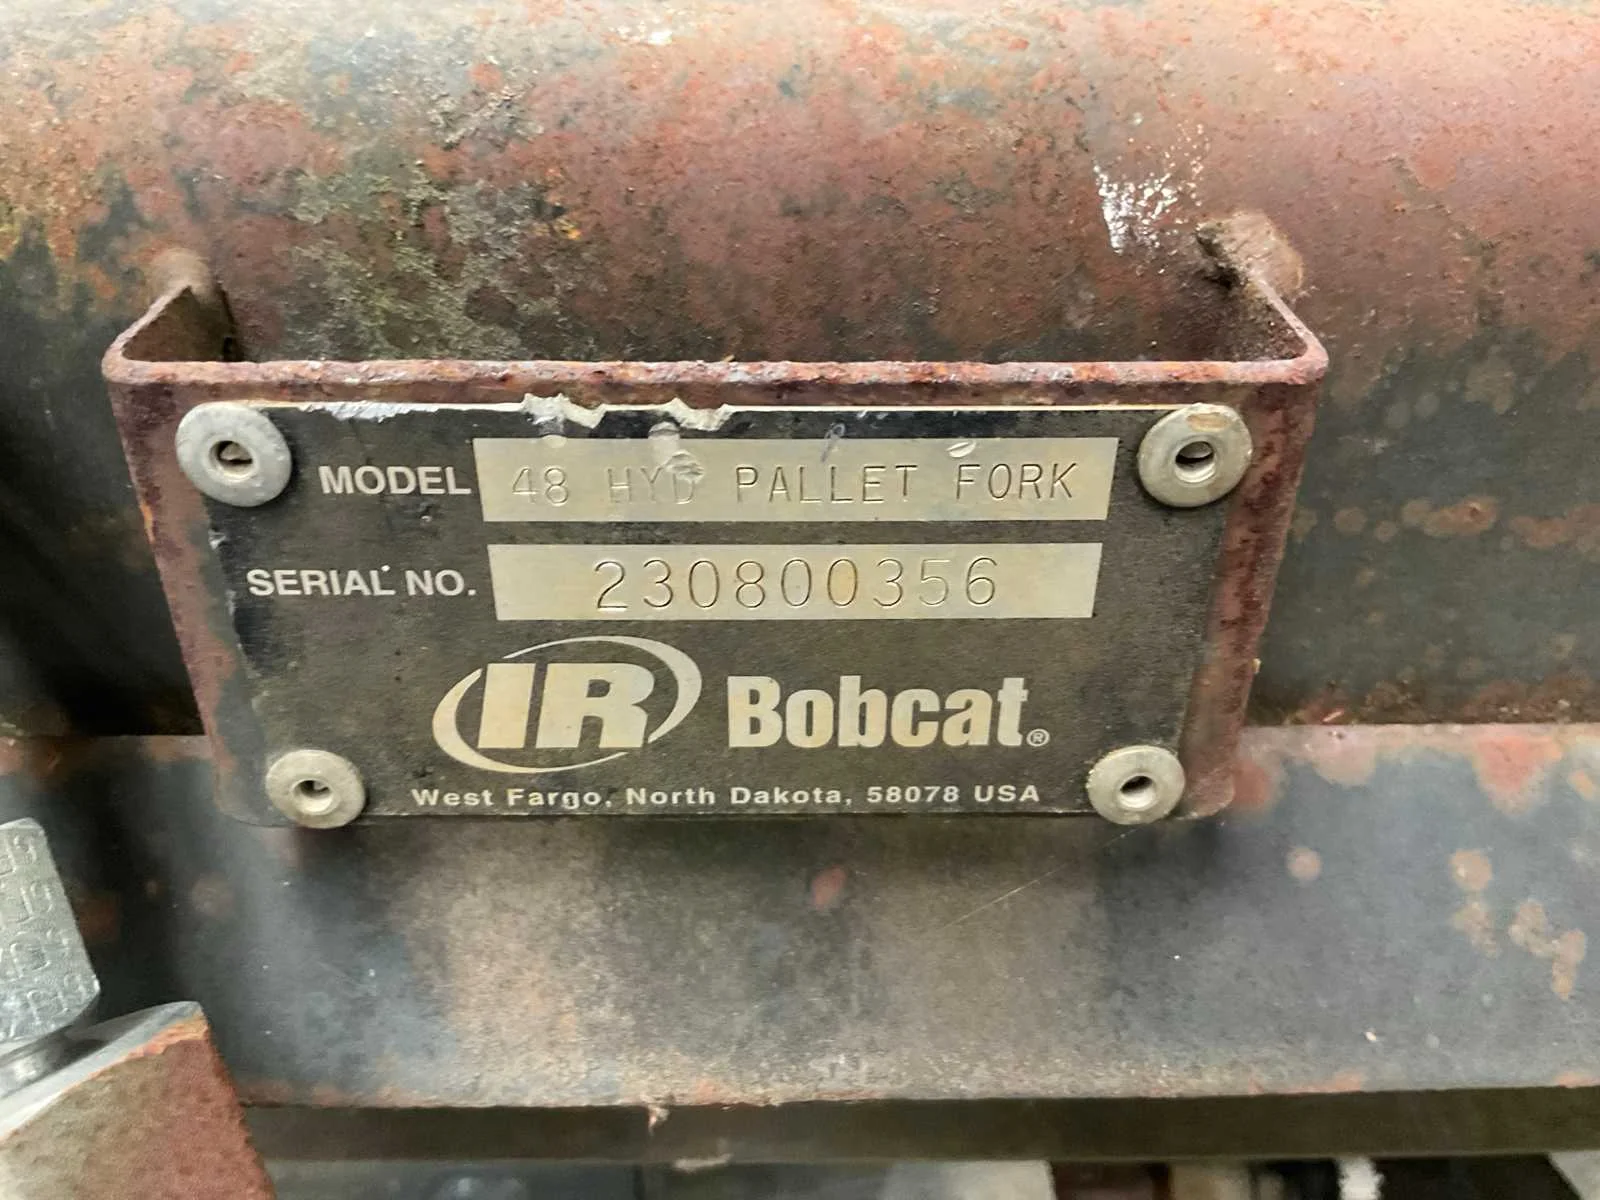 MODEL 48 HYD PALLET FORK
SERIAL NO. 230800356
IR Bobcat®
West Fargo, North Dakota, 58078 USA